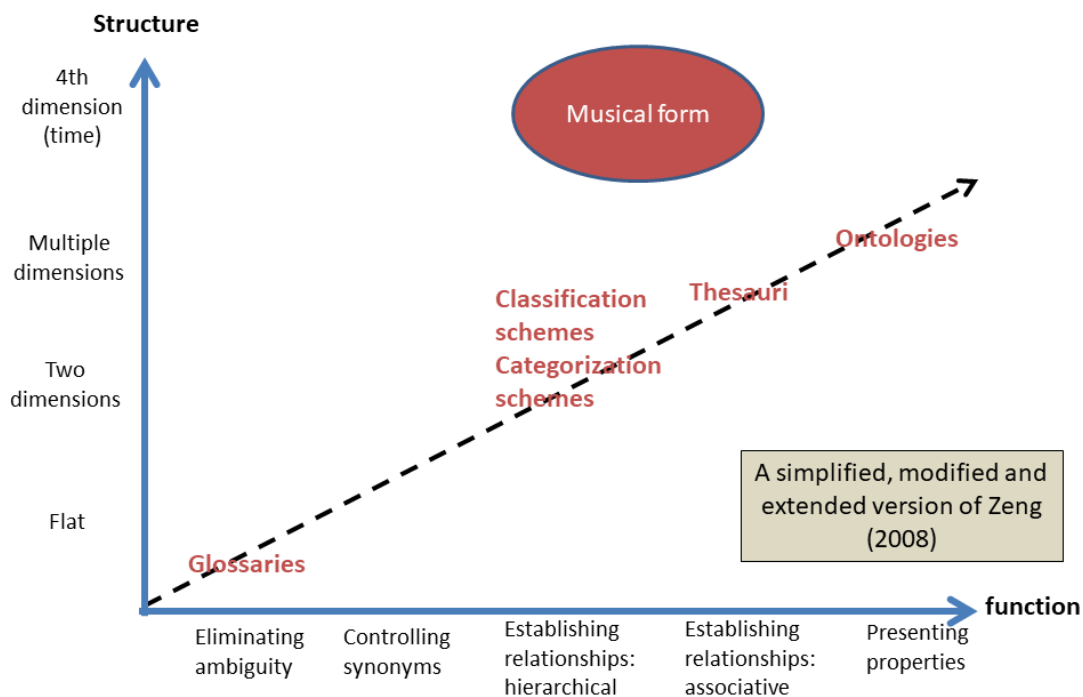 Structure
4th
dimension
(time)
Musical form
Multiple
dimensions
Ontologies
Classification
schemes
Thesauri
Two
dimensions
Categorization
schemes
A simplified, modified and
extended version of Zeng
(2008)
Flat
Glossaries
function
Eliminating
ambiguity
Controlling
synonyms
Establishing
relationships:
hierarchical
Establishing
relationships:
associative
Presenting
properties